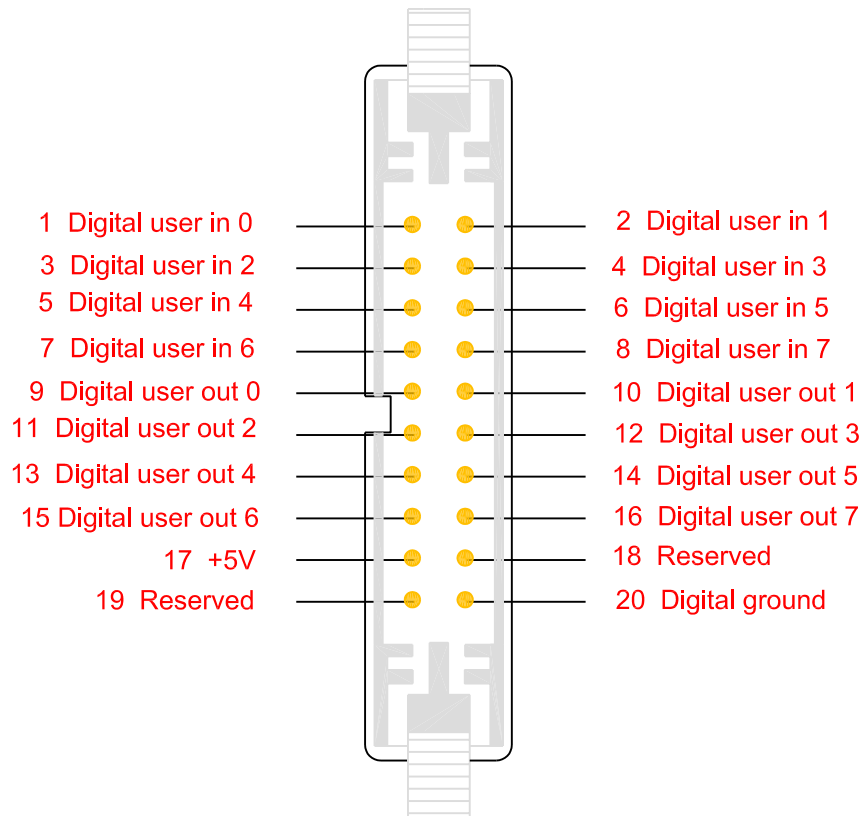 1 Digital user in 0
2 Digital user in 1
3 Digital user in 2
4 Digital user in 3
5 Digital user in 4
6 Digital user in 5
7 Digital user in 6
8 Digital user in 7
9 Digital user out 0
10 Digital user out 1
11 Digital user out 2
12 Digital user out 3
13 Digital user out 4
14 Digital user out 5
15 Digital user out 6
16 Digital user out 7
17 +5V
18 Reserved
19 Reserved
20 Digital ground